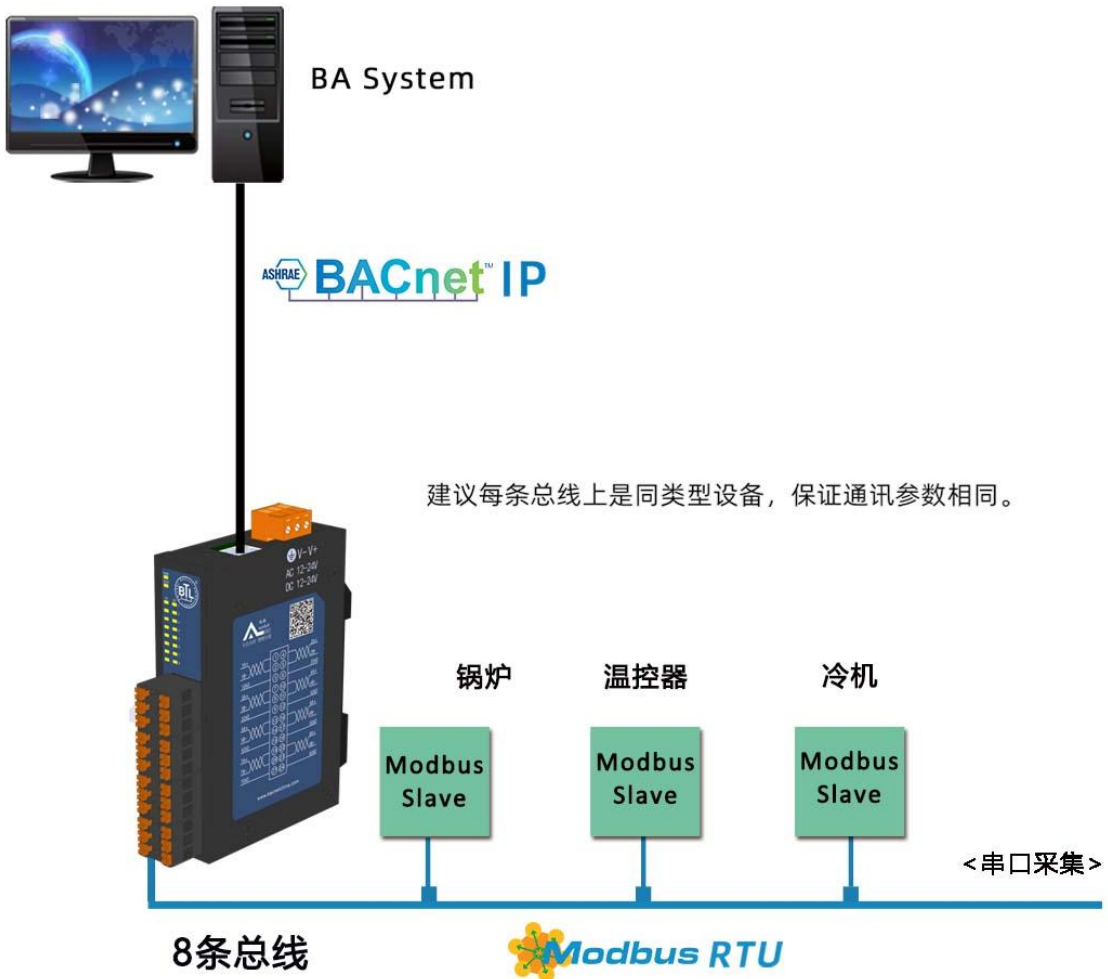 BA System
ASHRAE BACnet™ IP
建议每条总线上是同类型设备，保证通讯参数相同。
V- V+
AC 12-24V
DC 12-24V
BTL
锅炉
温控器
冷机
Modbus
Slave
Modbus
Slave
Modbus
Slave
<串口采集>
8条总线
Modbus RTU